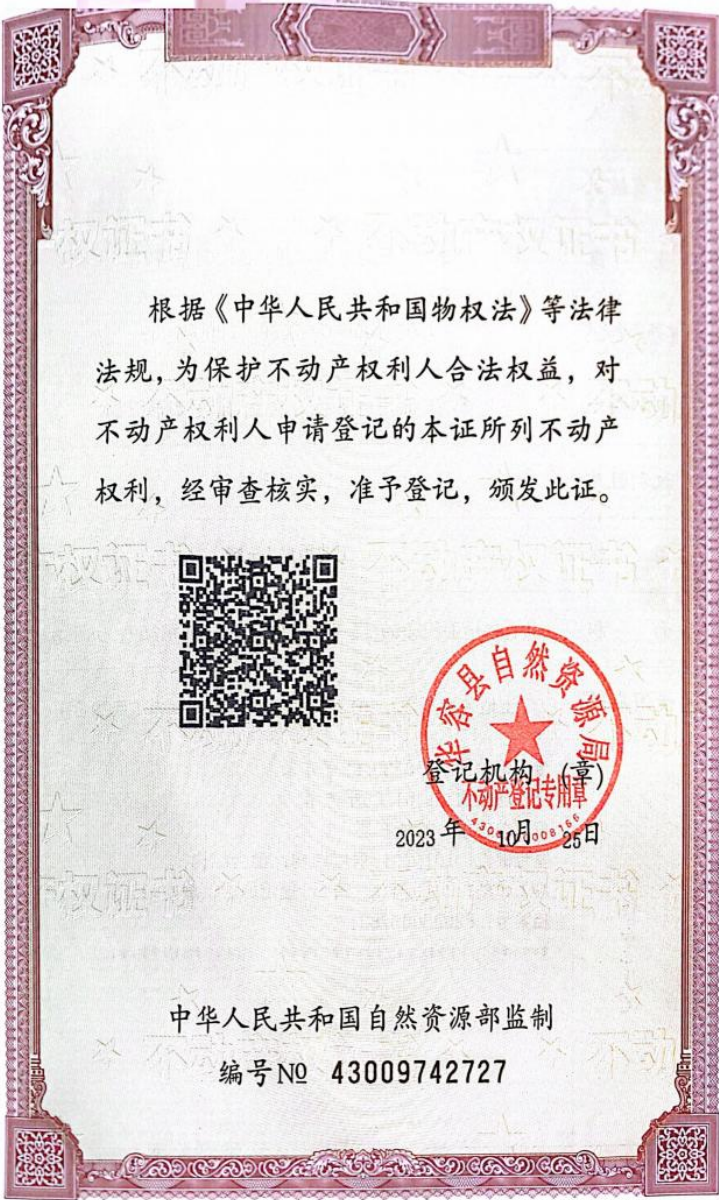 根据《中华人民共和国物权法》等法律
法规，为保护不动产权利人合法权益，对
不动产权利人申请登记的本证所列不动产
权利，经审查核实，准予登记，颁发此证。
华容县自然资源局
登记机构 （章）
不动产登记专用章
2023 年 10月 25日
中华人民共和国自然资源部监制
编号№ 43009742727